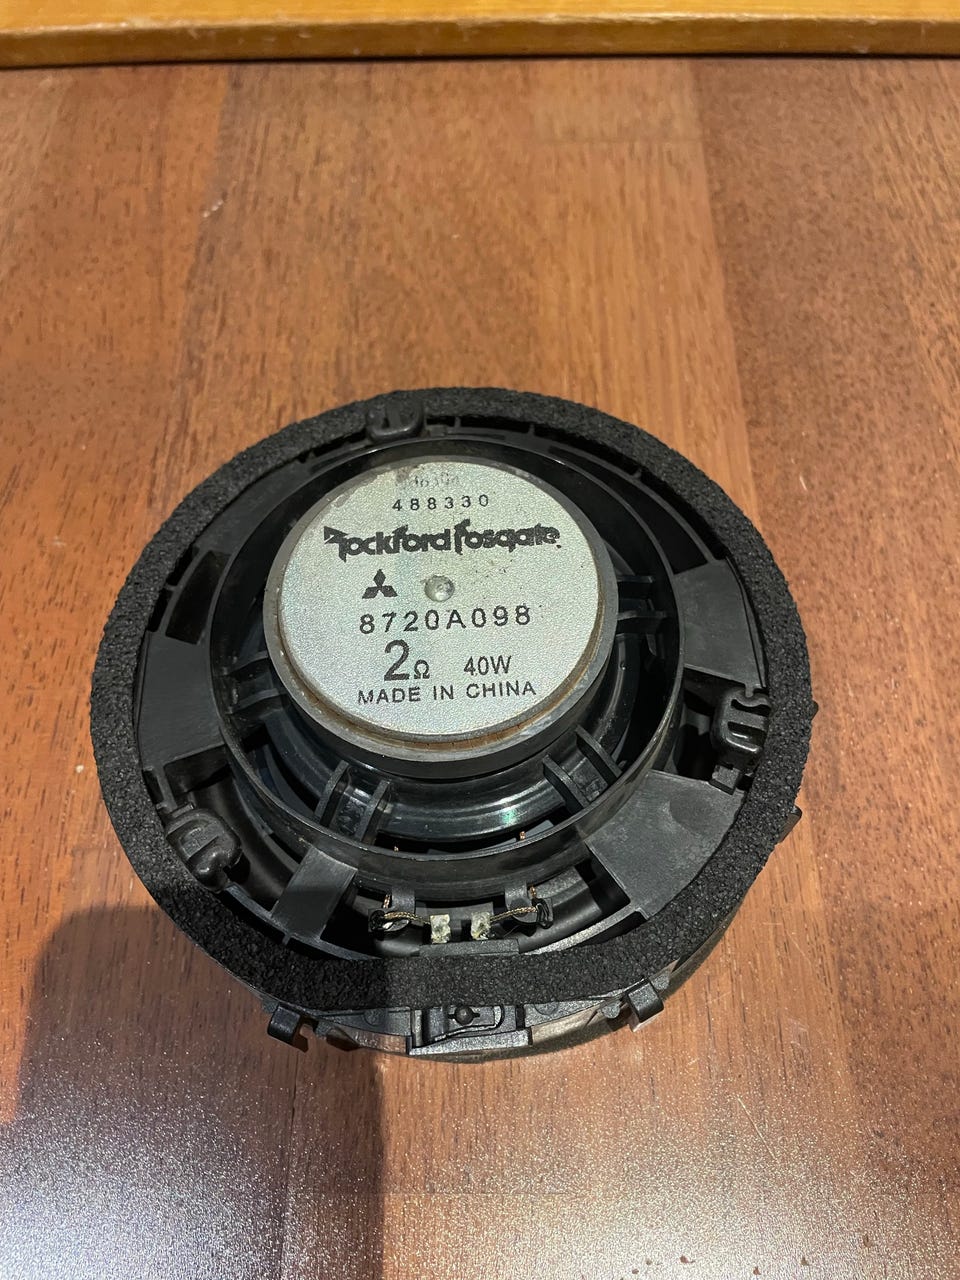 488330
Rockford Fosgate.
8720A098
2Ω 40W
MADE IN CHINA